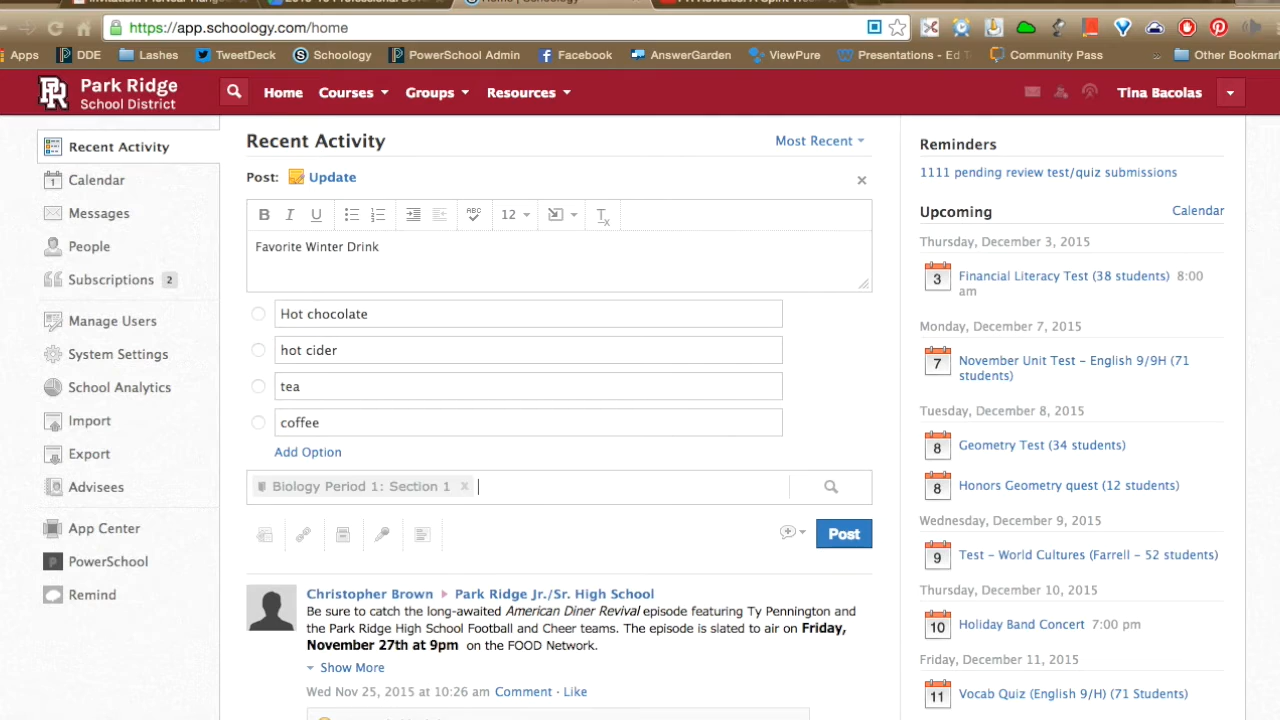 https://app.schoology.com/home
Apps
DDE
Lashes
TweetDeck
Schoology
PowerSchool Admin
Facebook
AnswerGarden
ViewPure
Presentations - Ed T
Community Pass
»
Other Bookmar
Park Ridge
School District
Home
Courses
Groups
Resources
Tina Bacolas
Recent Activity
Calendar
Messages
People
Subscriptions 2
Manage Users
System Settings
School Analytics
Import
Export
Advisees
App Center
PowerSchool
Remind
Recent Activity
Most Recent
Post: Update
B I U ABC 12 Tx
Favorite Winter Drink
Hot chocolate
hot cider
tea
coffee
Add Option
Biology Period 1: Section 1 x
Post
Christopher Brown Park Ridge Jr./Sr. High School
Be sure to catch the long-awaited American Diner Revival episode featuring Ty Pennington and
the Park Ridge High School Football and Cheer teams. The episode is slated to air on Friday,
November 27th at 9pm on the FOOD Network.
Show More
Wed Nov 25, 2015 at 10:26 am Comment · Like
Reminders
1111 pending review test/quiz submissions
Upcoming
Calendar
Thursday, December 3, 2015
3
Financial Literacy Test (38 students) 8:00
am
Monday, December 7, 2015
7
November Unit Test - English 9/9H (71
students)
Tuesday, December 8, 2015
8
Geometry Test (34 students)
8
Honors Geometry quest (12 students)
Wednesday, December 9, 2015
9
Test - World Cultures (Farrell - 52 students)
Thursday, December 10, 2015
10
Holiday Band Concert 7:00 pm
Friday, December 11, 2015
11
Vocab Quiz (English 9/H) (71 Students)